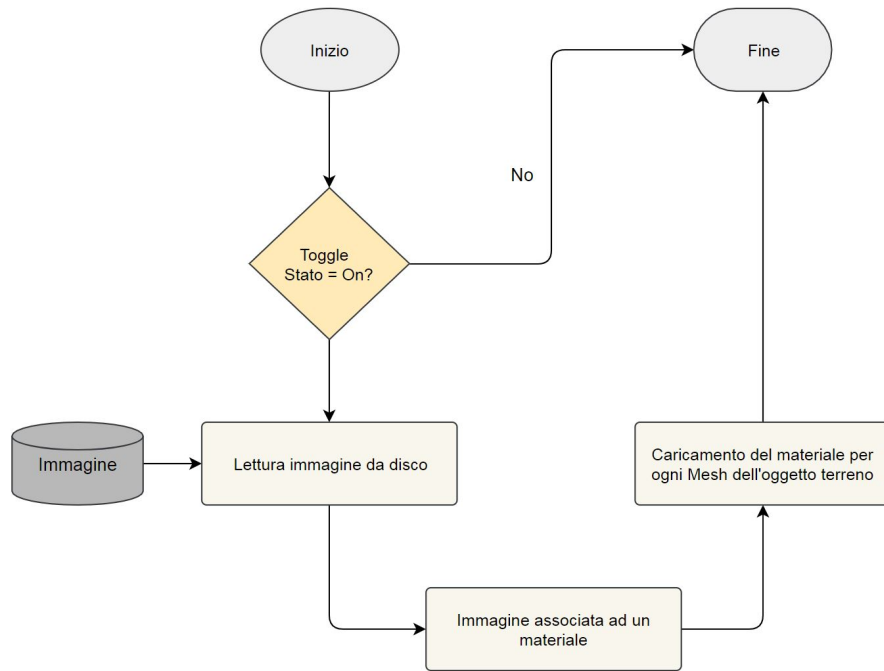 Inizio
Fine
No
Toggle
Stato = On?
Immagine
Lettura immagine da disco
Caricamento del materiale per
ogni Mesh dell'oggetto terreno
Immagine associata ad un
materiale